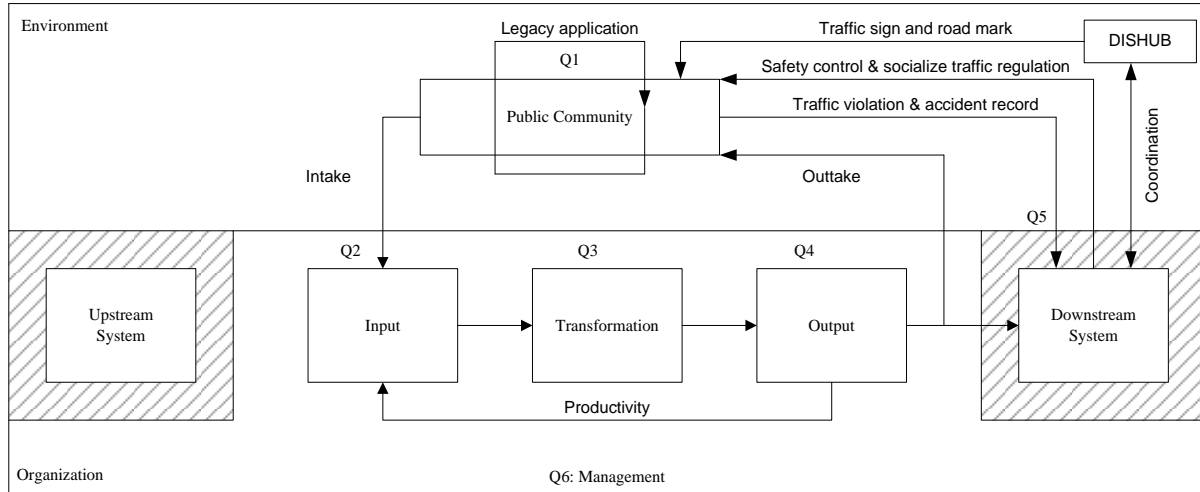 Environment
Legacy application
Traffic sign and road mark
DISHUB
Q1
Safety control & socialize traffic regulation
Public Community
Traffic violation & accident record
Coordination
Intake
Outtake
Q5
Q2
Q3
Q4
Upstream
System
Input
Transformation
Output
Downstream
System
Productivity
Organization
Q6: Management